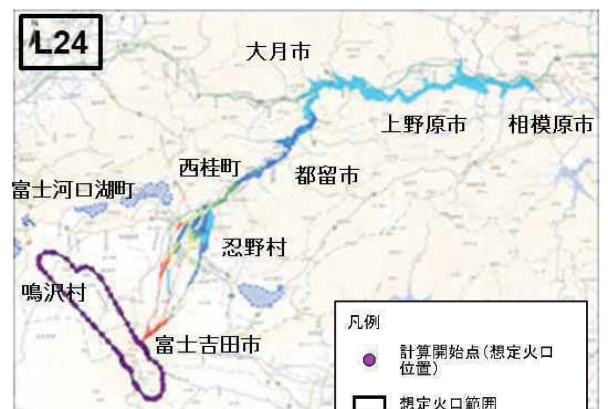 L24
大月市
上野原市
相模原市
西桂町
都留市
富士河口湖町
忍野村
鳴沢村
富士吉田市
凡例
計算開始点(想定火口
位置)
想定火口範囲